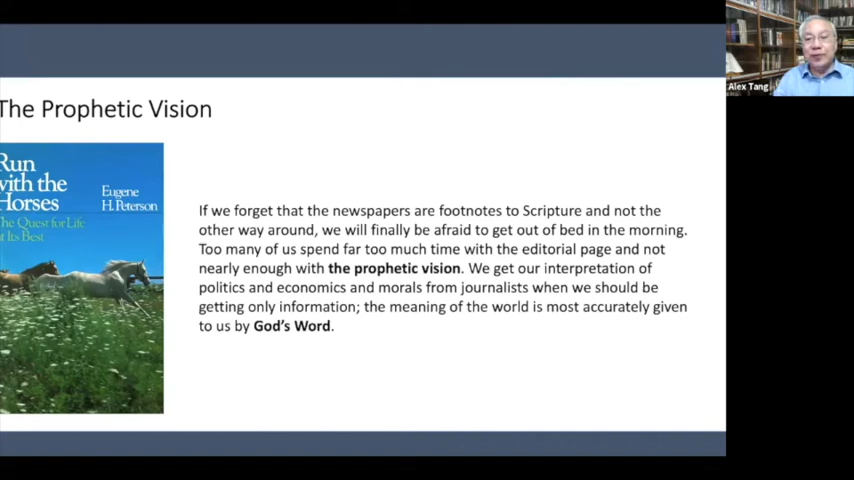 The Prophetic Vision
Run
with the
Horses
Eugene
H. Peterson
The Quest for Life
at Its Best
If we forget that the newspapers are footnotes to Scripture and not the
other way around, we will finally be afraid to get out of bed in the morning.
Too many of us spend far too much time with the editorial page and not
nearly enough with the prophetic vision. We get our interpretation of
politics and economics and morals from journalists when we should be
getting only information; the meaning of the world is most accurately given
to us by God's Word.
Alex Tang